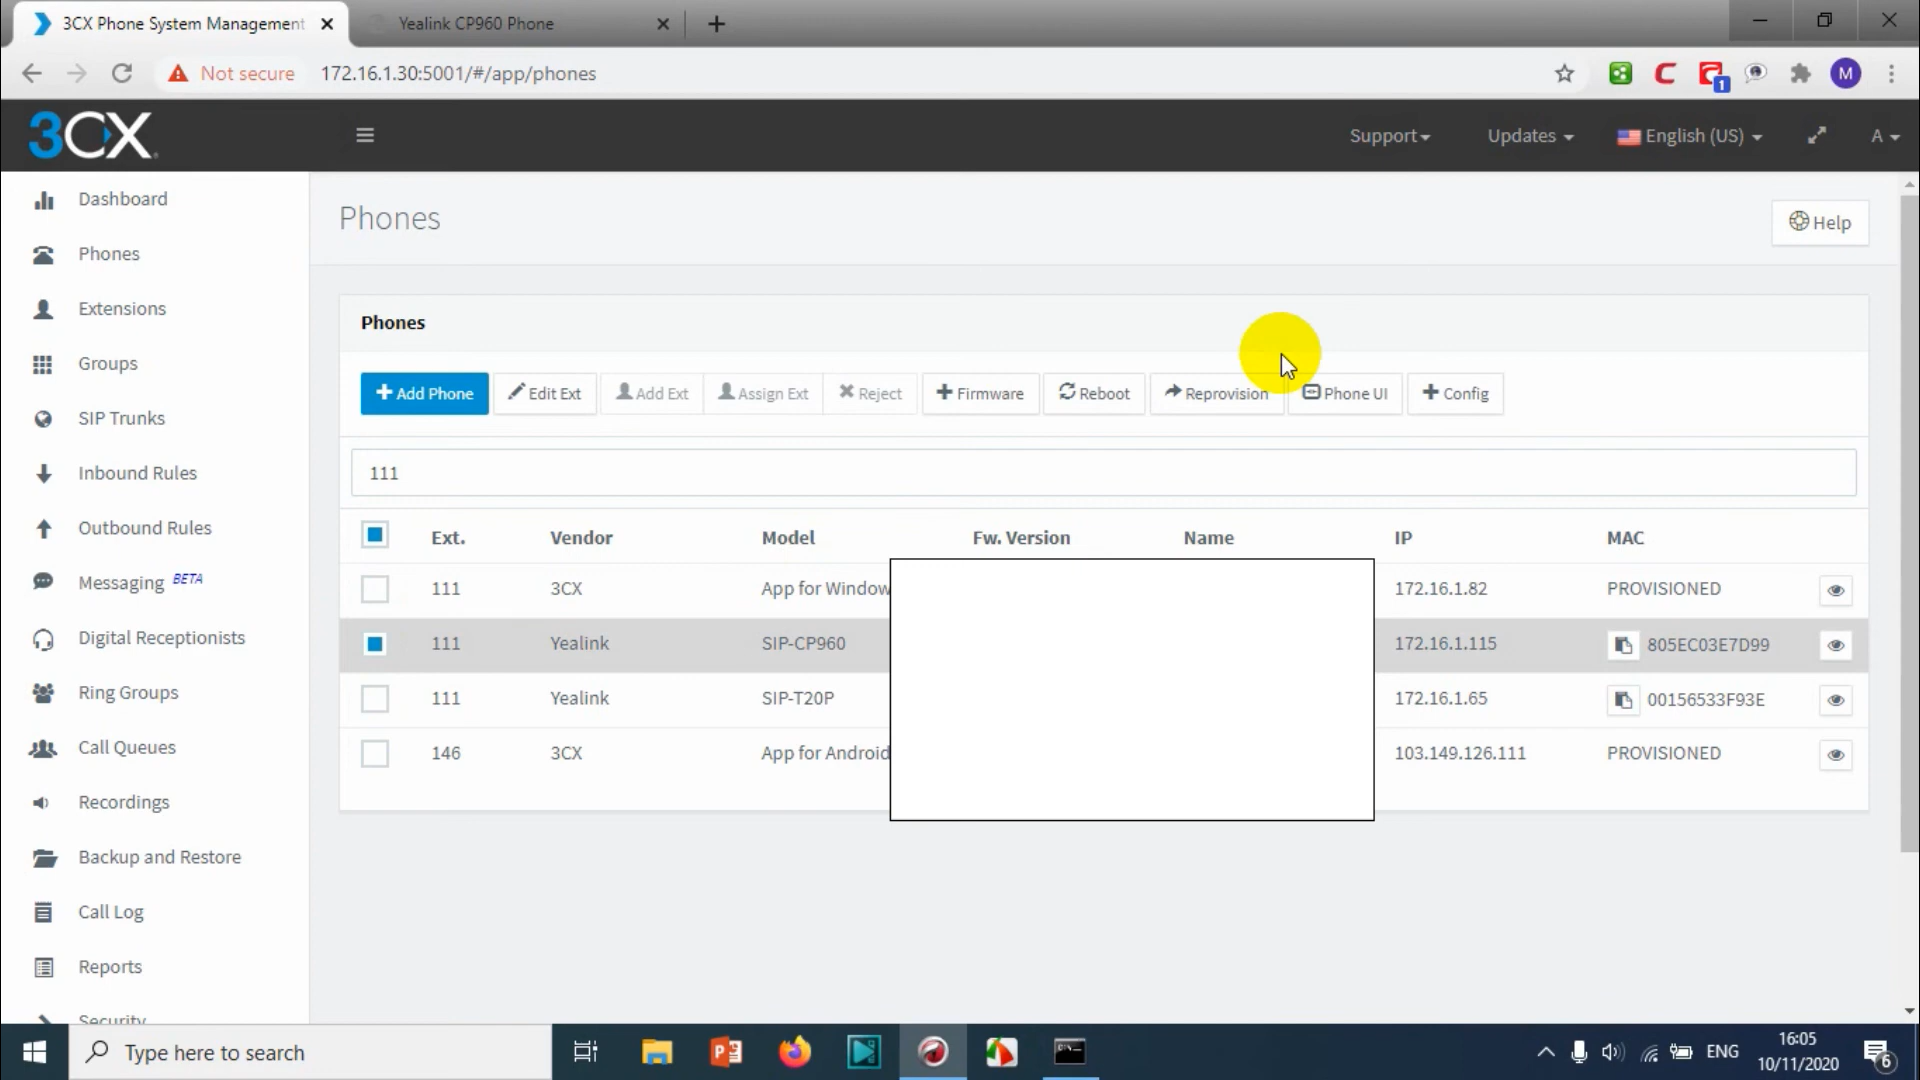 3CX Phone System Management
Yealink CP960 Phone
Not secure
172.16.1.30:5001/#/app/phones
1
M
3CX
Support
Updates
English (US)
A
Dashboard
Phones
Extensions
Groups
SIP Trunks
Inbound Rules
Outbound Rules
Messaging BETA
Digital Receptionists
Ring Groups
Call Queues
Recordings
Backup and Restore
Call Log
Reports
Security
Phones
Help
Phones
Add Phone
Edit Ext
Add Ext
Assign Ext
Reject
Firmware
Reboot
Reprovision
Phone UI
Config
111
Ext. Vendor Model Fw. Version Name IP MAC
111 3CX App for Window 172.16.1.82 PROVISIONED
111 Yealink SIP-CP960 172.16.1.115 805EC03E7D99
111 Yealink SIP-T20P 172.16.1.65 00156533F93E
146 3CX App for Android 103.149.126.111 PROVISIONED
Type here to search
ENG
16:05
10/11/2020
6